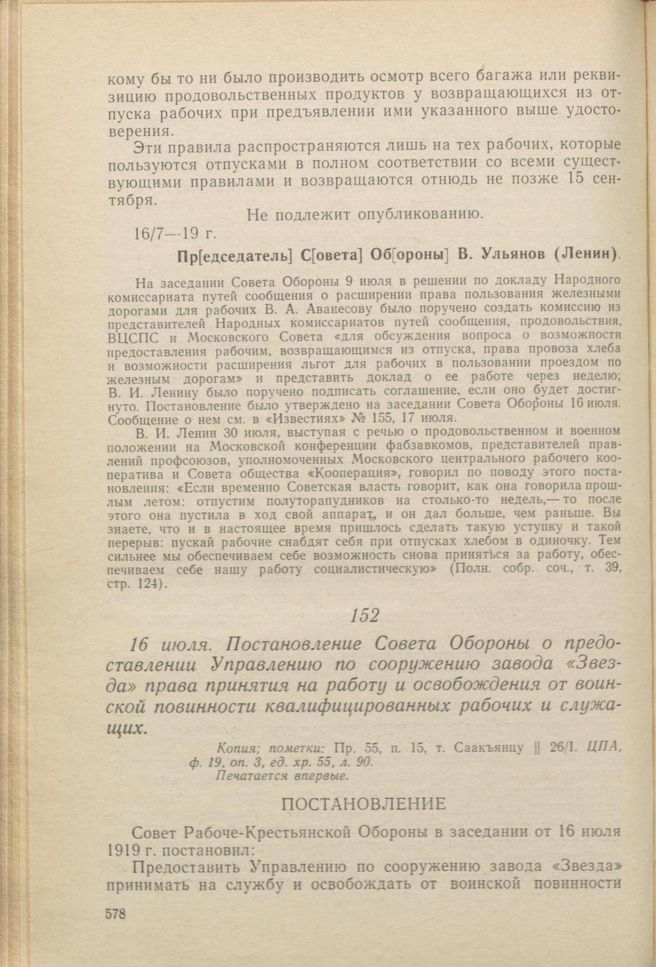 кому бы то ни было производить осмотр всего багажа или рекви-
зицию продовольственных продуктов у возвращающихся из от-
пуска рабочих при предъявлении ими указанного выше удосто-
верения.
Эти правила распространяются лишь на тех рабочих, которые
пользуются отпусками в полном соответствии со всеми сущест-
вующими правилами и возвращаются отнюдь не позже 15 сен-
тября.
Не подлежит опубликованию.
16/7—19 г.
Пр[едседатель] С[овета] Об[ороны] В. Ульянов (Ленин).
На заседании Совета Обороны 9 июля в решении по докладу Народного
комиссариата путей сообщения о расширении права пользования железными
дорогами для рабочих В. А. Аванесову было поручено создать комиссию из
представителей Народных комиссариатов путей сообщения, продовольствия,
ВЦСПС и Московского Совета «для обсуждения вопроса о возможности
предоставления рабочим, возвращающимся из отпуска, права провоза хлеба
и возможности расширения льгот для рабочих в пользовании проездом по
железным дорогам» и представить доклад о ее работе через неделю;
В. И. Ленину было поручено подписать соглашение, если оно будет достиг-
нуто. Постановление было утверждено на заседании Совета Обороны 16 июля.
Сообщение о нем см. в «Известиях» № 155, 17 июля.
В. И. Ленин 30 июля, выступая с речью о продовольственном и военном
положении на Московской конференции фабзавкомов, представителей прав-
лений профсоюзов, уполномоченных Московского центрального рабочего коо-
ператива и Совета общества «Кооперация», говорил по поводу этого поста-
новления: «Если временно Советская власть говорит, как она говорила прош-
лым летом: отпустим полуторапудников на столько-то недель,— то после
этого она пустила в ход свой аппарат, и он дал больше, чем раньше. Вы
знаете, что и в настоящее время пришлось сделать такую уступку и такой
перерыв: пускай рабочие снабдят себя при отпусках хлебом в одиночку. Тем
сильнее мы обеспечиваем себе возможность снова приняться за работу, обес-
печиваем себе нашу работу социалистическую» (Полн. собр. соч., т. 39,
стр. 124).
152
16 июля. Постановление Совета Обороны о предо-
ставлении Управлению по сооружению завода «Звез-
да» права принятия на работу и освобождения от воин-
ской повинности квалифицированных рабочих и служа-
щих.
Копия; пометки: Пр. 55, п. 15, т. Саакъянцу || 26/I. ЦПА,
ф. 19, оп. 3, ед. хр. 55, л. 90.
Печатается впервые.
ПОСТАНОВЛЕНИЕ
Совет Рабоче-Крестьянской Обороны в заседании от 16 июля
1919 г. постановил:
Предоставить Управлению по сооружению завода «Звезда»
принимать на службу и освобождать от воинской повинности
578